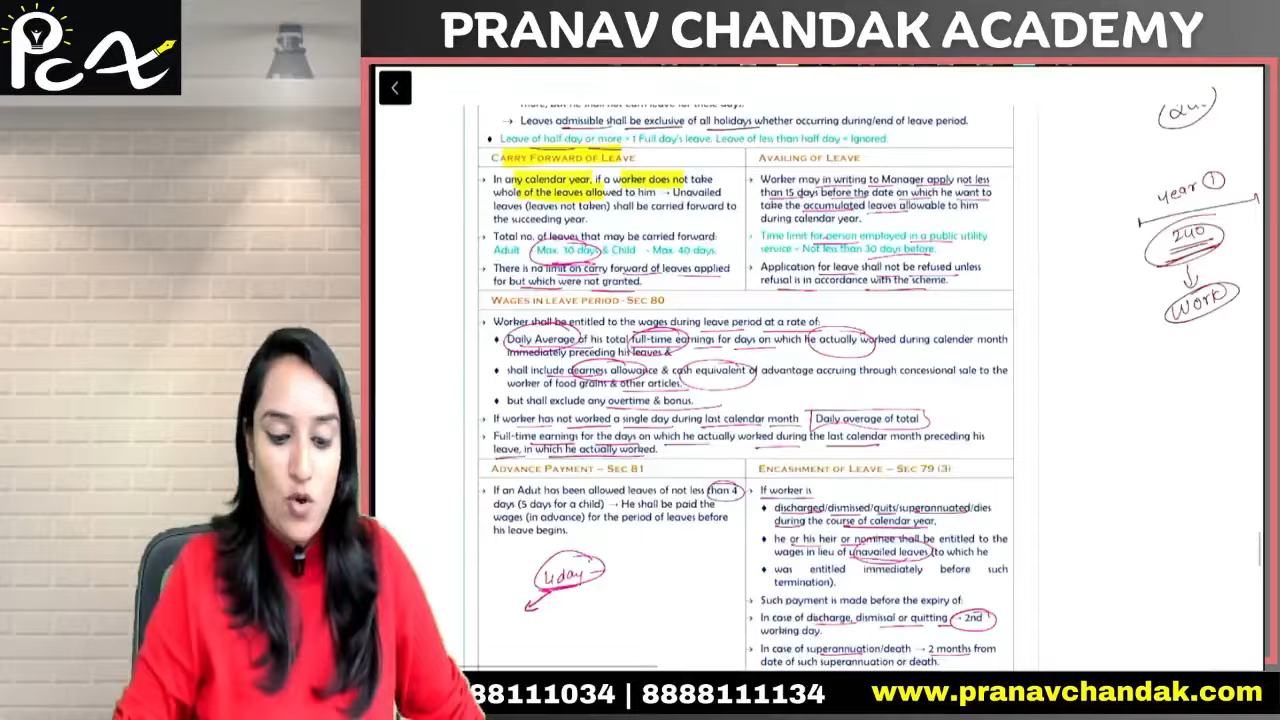 PCA
PRANAV CHANDAK ACADEMY
more, but he shall not earn leave for these days.
→ Leaves admissible shall be exclusive of all holidays whether occurring during/end of leave period.
♦ Leave of half day or more = 1 Full day's leave. Leave of less than half day = Ignored.
CARRY FORWARD OF LEAVE
→ In any calendar year, if a worker does not take
whole of the leaves allowed to him → Unavailed
leaves (leaves not taken) shall be carried forward to
the succeeding year.
→ Total no. of leaves that may be carried forward:
Adult Max. 30 days & Child - Max. 40 days.
→ There is no limit on carry forward of leaves applied
for but which were not granted.
AVAILING OF LEAVE
→ Worker may in writing to Manager apply not less
than 15 days before the date on which he want to
take the accumulated leaves allowable to him
during calendar year.
→ Time limit for person employed in a public utility
service – Not less than 30 days before.
→ Application for leave shall not be refused unless
refusal is in accordance with the scheme.
WAGES IN LEAVE PERIOD - SEC 80
→ Worker shall be entitled to the wages during leave period at a rate of:
♦ Daily Average of his total full-time earnings for days on which he actually worked during calender month
immediately preceding his leaves &
♦ shall include dearness allowance & cash equivalent of advantage accruing through concessional sale to the
worker of food grains & other articles.
♦ but shall exclude any overtime & bonus.
→ If worker has not worked a single day during last calendar month Daily average of total
→ Full-time earnings for the days on which he actually worked during the last calendar month preceding his
leave, in which he actually worked.
ADVANCE PAYMENT – SEC 81
→ If an Adut has been allowed leaves of not less than 4
days (5 days for a child) → He shall be paid the
wages (in advance) for the period of leaves before
his leave begins.
4 day
ENCASHMENT OF LEAVE – SEC 79 (3)
→ If worker is
♦ discharged/dismissed/quits/superannuated/dies
during the course of calendar year,
♦ he or his heir or nominee shall be entitled to the
wages in lieu of unavailed leaves (to which he
♦ was entitled immediately before such
termination).
→ Such payment is made before the expiry of:
→ In case of discharge, dismissal or quitting - 2nd
working day.
→ In case of superannuation/death → 2 months from
date of such superannuation or death.
240
year 1
240
Work
88111034 | 8888111134
www.pranavchandak.com